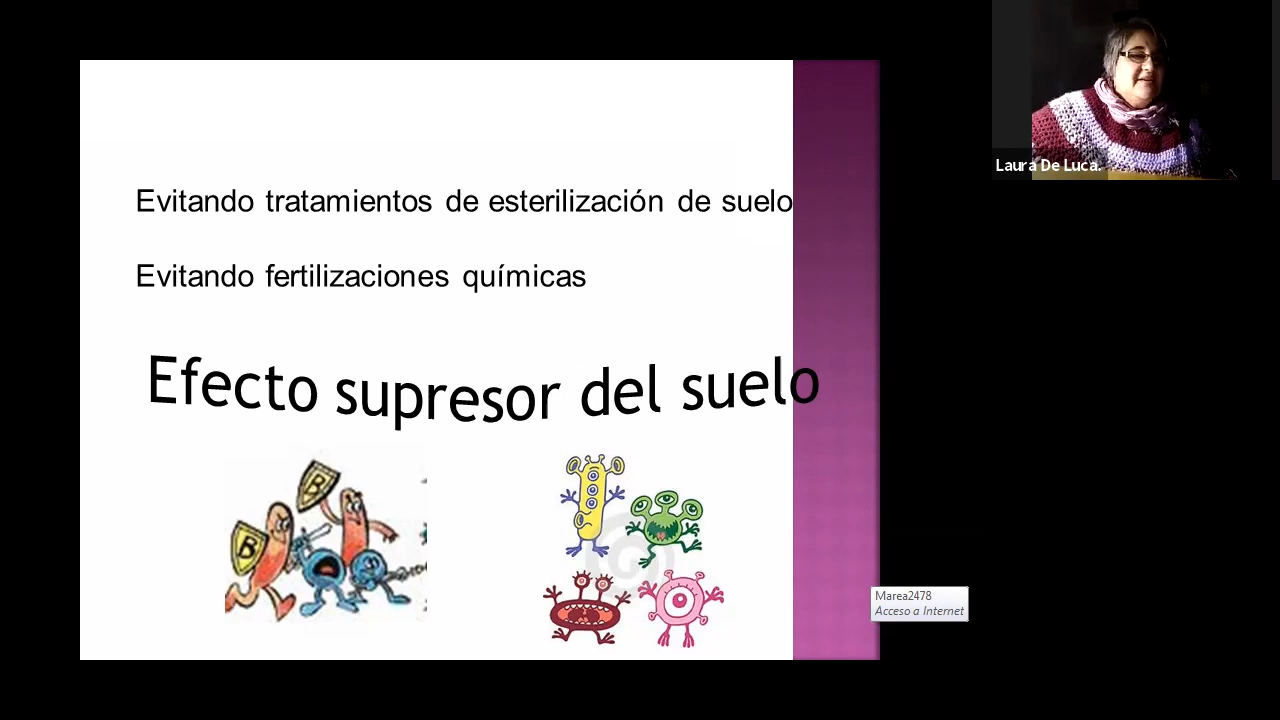 Evitando tratamientos de esterilización de suelo
Evitando fertilizaciones químicas
Efecto supresor del suelo
B
B
Laura De Luca.
Marea2478
Acceso a Internet